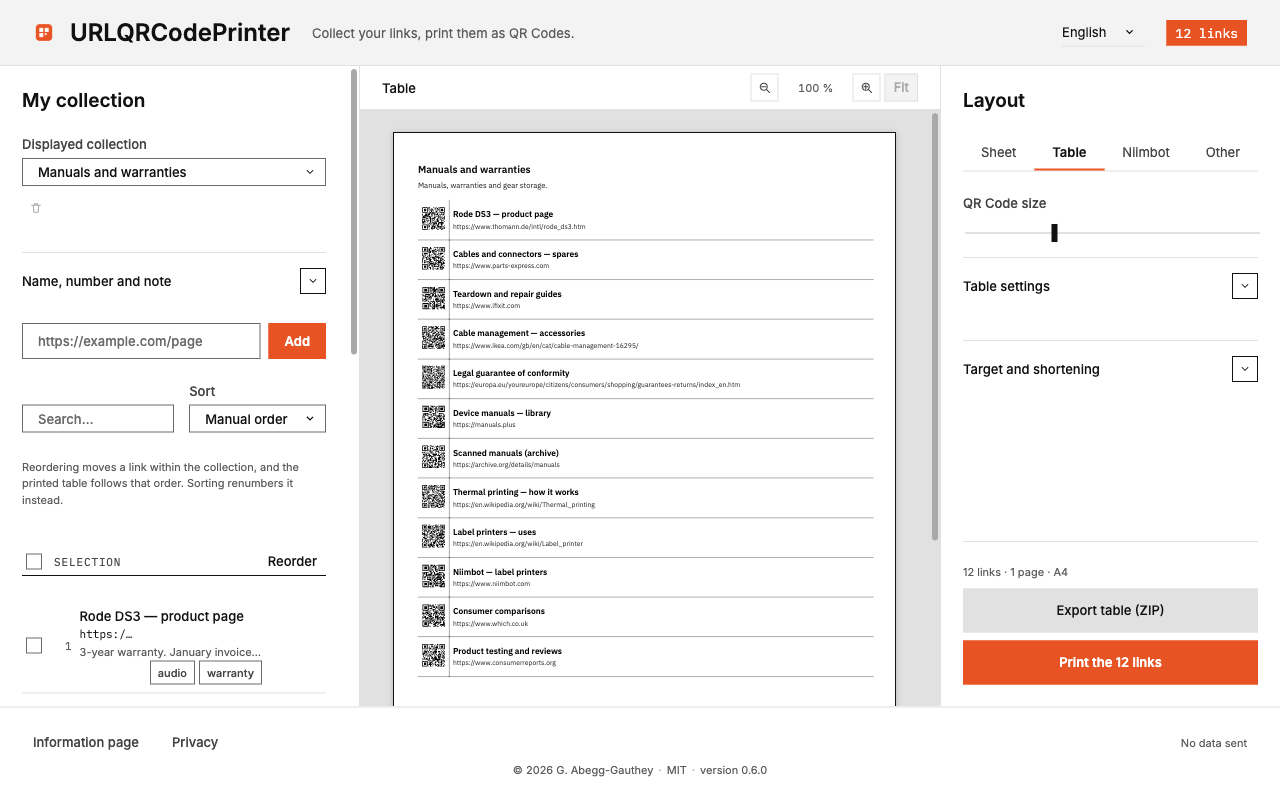 URLQRCodePrinter
Collect your links, print them as QR Codes.
English
12 links
My collection
Displayed collection
Manuals and warranties
Name, number and note
https://example.com/page
Add
Sort
Search...
Manual order
Reordering moves a link within the collection, and the
printed table follows that order. Sorting renumbers it
instead.
SELECTION
Reorder
1
Rode DS3 — product page
https:/…
3-year warranty. January invoice...
audio
warranty
Table
100 %
Fit
Manuals and warranties
Manuals, warranties and gear storage.
Rode DS3 — product page
https://www.thomann.de/intl/rode_ds3.htm
Cables and connectors — spares
https://www.parts-express.com
Teardown and repair guides
https://www.ifixit.com
Cable management — accessories
https://www.ikea.com/gb/en/cat/cable-management-16295/
Legal guarantee of conformity
https://europa.eu/youreurope/citizens/consumers/shopping/guarantees-returns/index_en.htm
Device manuals — library
https://manuals.plus
Scanned manuals (archive)
https://archive.org/details/manuals
Thermal printing — how it works
https://en.wikipedia.org/wiki/Thermal_printing
Label printers — uses
https://en.wikipedia.org/wiki/Label_printer
Niimbot — label printers
https://www.niimbot.com
Consumer comparisons
https://www.which.co.uk
Product testing and reviews
https://www.consumerreports.org
Layout
Sheet
Table
Niimbot
Other
QR Code size
Table settings
Target and shortening
12 links · 1 page · A4
Export table (ZIP)
Print the 12 links
Information page
Privacy
No data sent
© 2026 G. Abegg-Gauthey · MIT · version 0.6.0